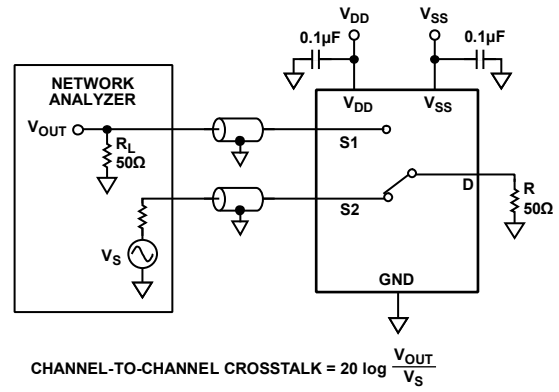 V_DD V_SS
0.1µF 0.1µF
NETWORK
ANALYZER
V_DD V_SS
V_OUT
R_L
50Ω
S1
D
R
50Ω
S2
V_S
GND
CHANNEL-TO-CHANNEL CROSSTALK = 20 log V_OUT / V_S